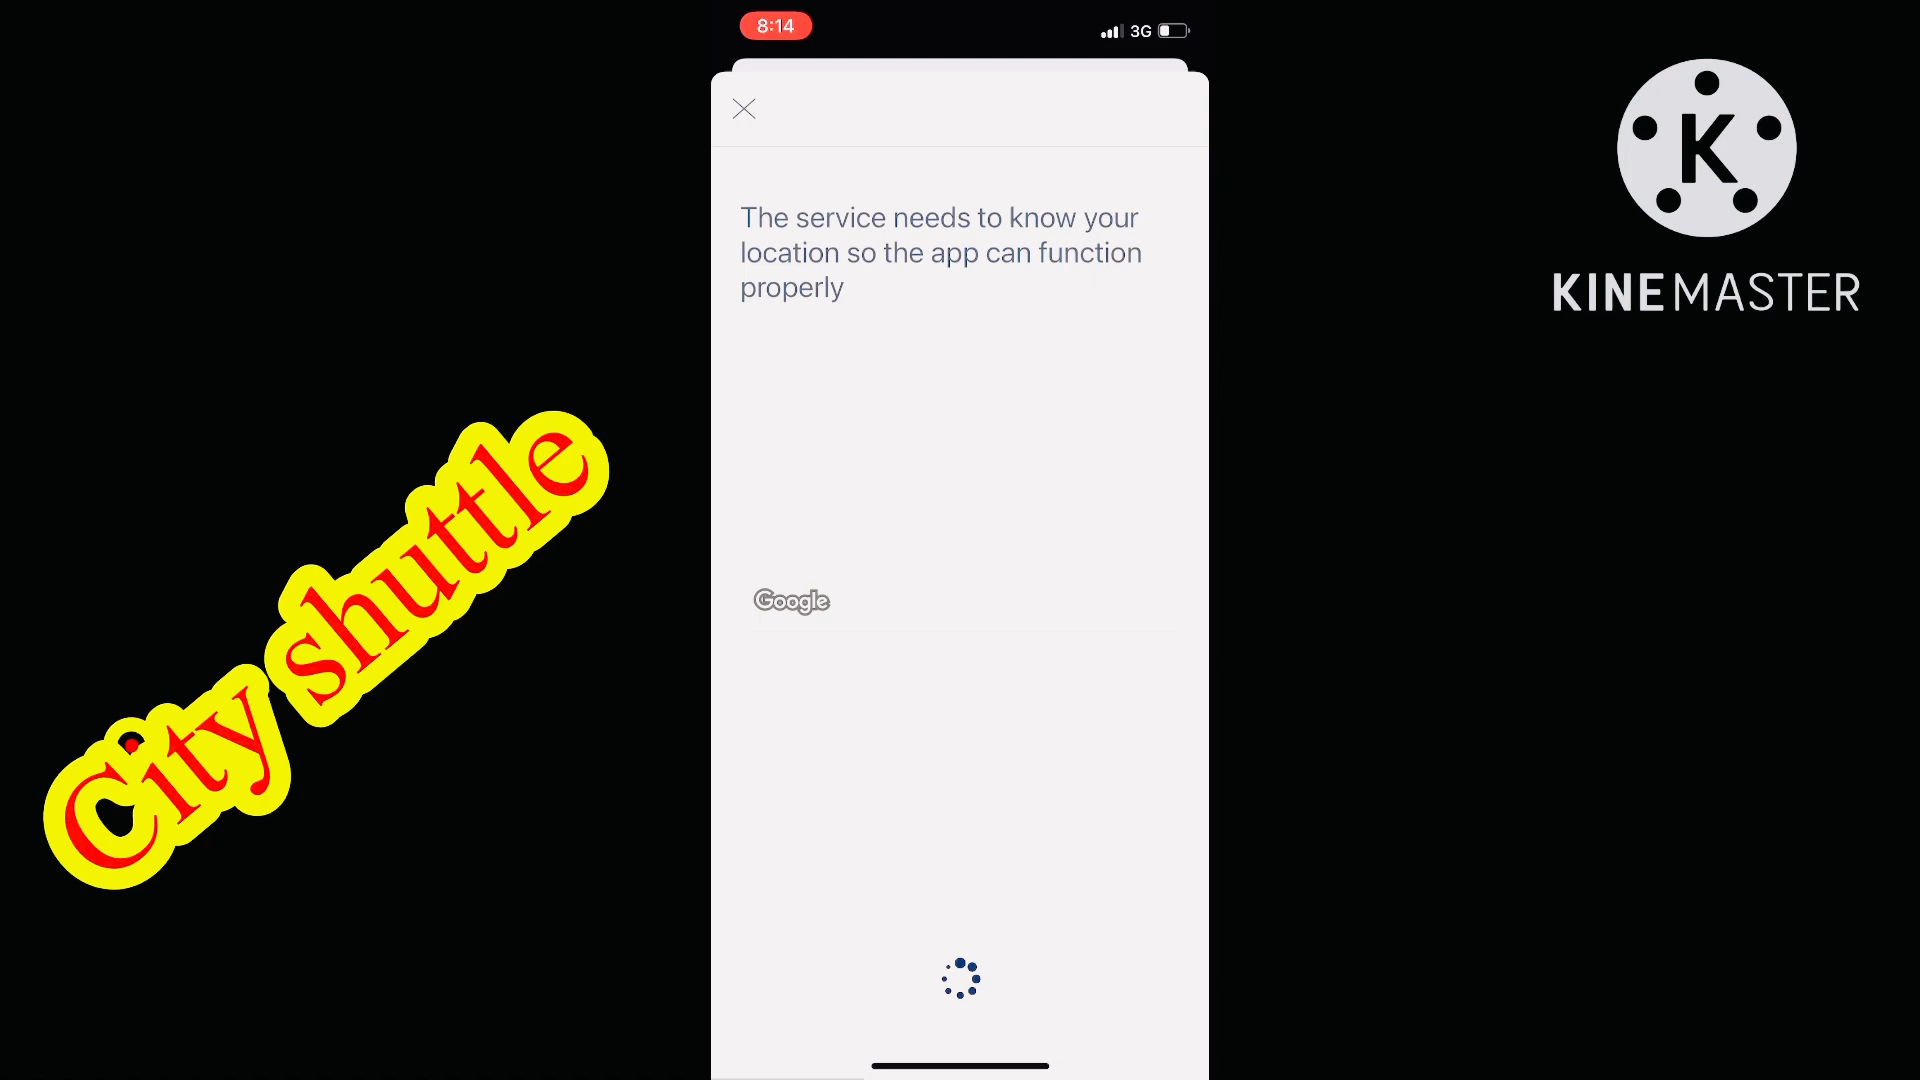 8:14
3G
The service needs to know your
location so the app can function
properly
Google
City shuttle
K
KINEMASTER